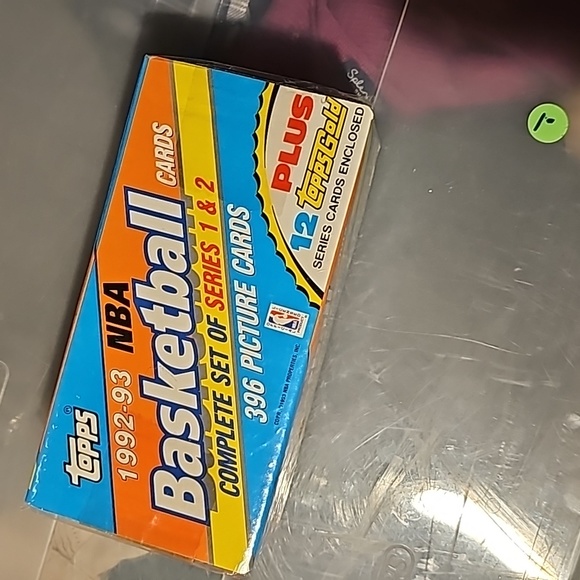 TOPPS®
1992-93 NBA
Basketball CARDS
COMPLETE SET OF SERIES 1 & 2
396 PICTURE CARDS
PLUS
12 TOPPS Gold
SERIES CARDS ENCLOSED